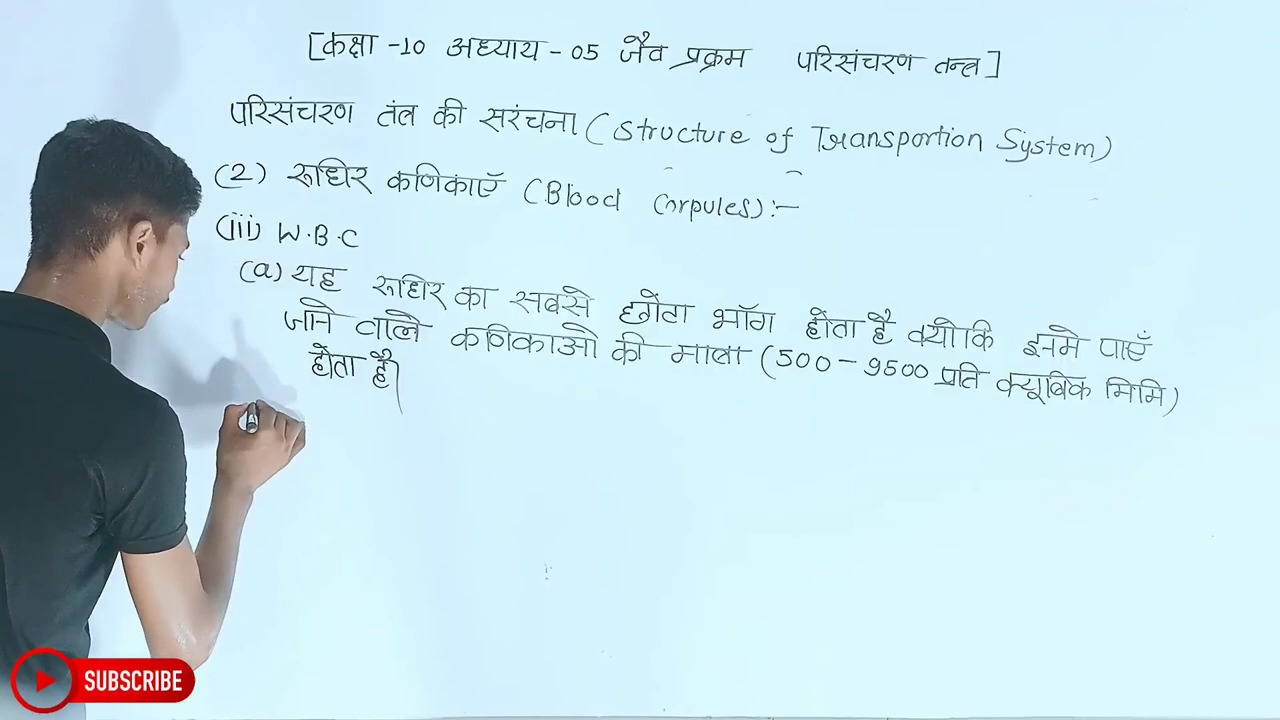 [कक्षा -10 अध्याय - 05 जैव प्रक्रम परिसंचरण तन्त्र]
परिसंचरण तंत्र की सरंचना (Structure of Transportion System)
(2) रूधिर कणिकाएँ (Blood Corpules):-
(iii) W.B.C
(a) यह रूधिर का सबसे छोटा भाँग होता है क्योकि इनमे पाएँ
जाने वाले कणिकाओ की मात्रा (500 - 9500 प्रति क्यूबिक मिमि)
होता है।
SUBSCRIBE